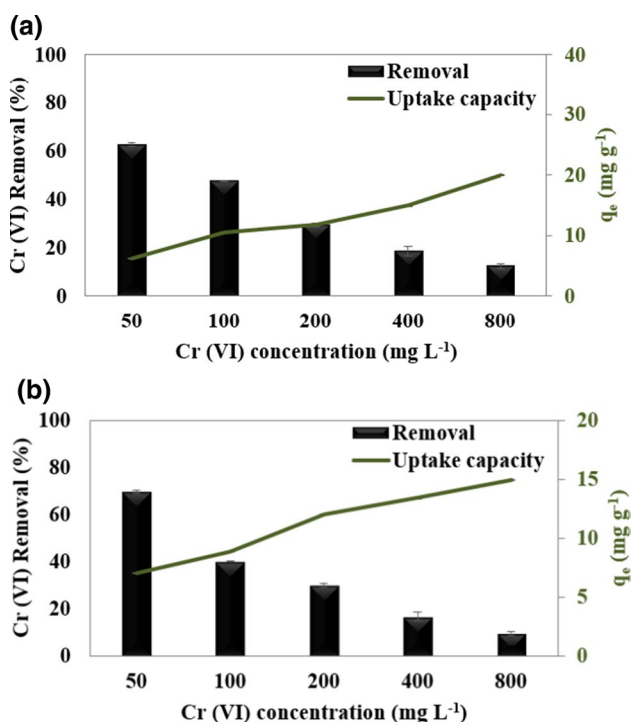 (a)
100
80
60
40
20
0
Cr (VI) Removal (%)
Removal
Uptake capacity
40
30
20
10
0
qe (mg g-1)
50 100 200 400 800
Cr (VI) concentration (mg L-1)
(b)
100
80
60
40
20
0
Cr (VI) Removal (%)
Removal
Uptake capacity
20
15
10
5
0
qe (mg g-1)
50 100 200 400 800
Cr (VI) concentration (mg L-1)